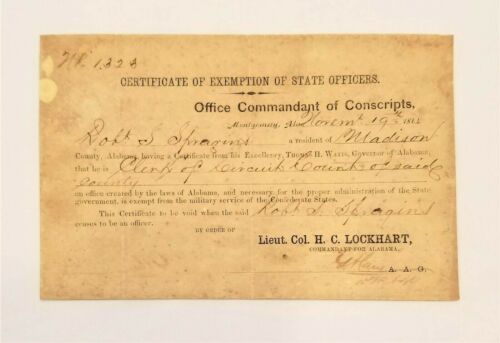 No. 1323
CERTIFICATE OF EXEMPTION OF STATE OFFICERS.
Office Commandant of Conscripts,
Montgomery, Ala. Novemr 19th 186
Robt. S. Spragins a resident of Madison
County, Alabama, having a Certificate from his Excellency, Thomas H. Watts, Governor of Alabama,
that he is Clerk of Circuit Court of said
County
an office created by the laws of Alabama, and necessary, for the proper administration of the State
government, is exempt from the military service of the Confederate States.
This Certificate to be void when the said Robt. S. Spragins
ceases to be an officer.
BY ORDER OF
Lieut. Col. H. C. LOCKHART,
COMMANDANT FOR ALABAMA.
A. A. G.